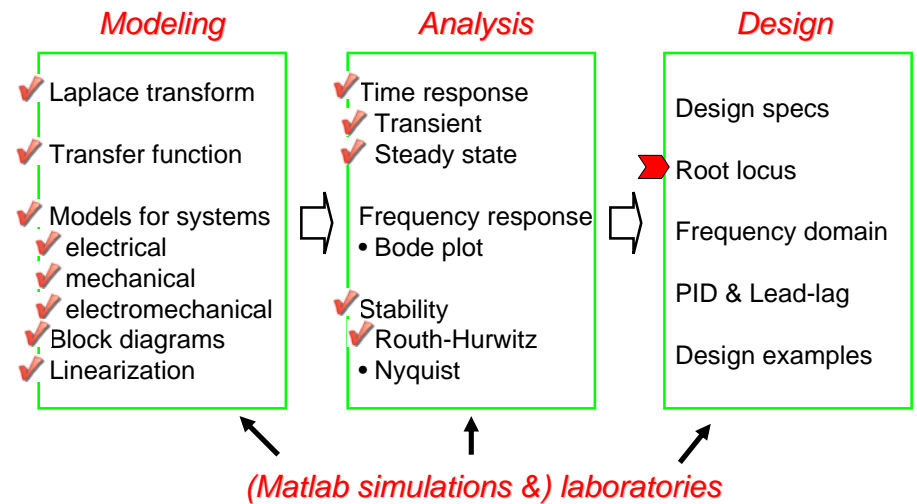 Modeling
Laplace transform
Transfer function
Models for systems
electrical
mechanical
electromechanical
Block diagrams
Linearization
Analysis
Time response
Transient
Steady state
Frequency response
• Bode plot
Stability
Routh-Hurwitz
• Nyquist
Design
Design specs
Root locus
Frequency domain
PID & Lead-lag
Design examples
(Matlab simulations &) laboratories